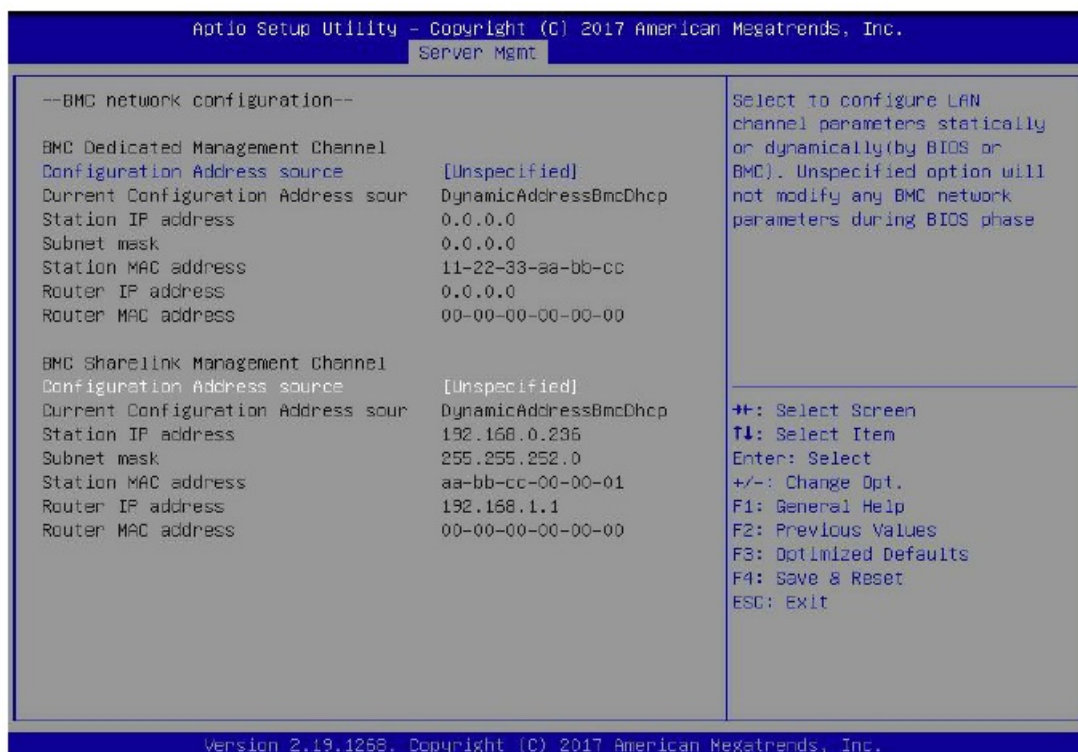 Aptio Setup Utility – Copyright (C) 2017 American Megatrends, Inc.
Server Mgmt
--BMC network configuration--
BMC Dedicated Management Channel
Configuration Address source [Unspecified]
Current Configuration Address sour DynamicAddressBmcDhcp
Station IP address 0.0.0.0
Subnet mask 0.0.0.0
Station MAC address 11-22-33-aa-bb-cc
Router IP address 0.0.0.0
Router MAC address 00-00-00-00-00-00
BMC Sharelink Management Channel
Configuration Address source [Unspecified]
Current Configuration Address sour DynamicAddressBmcDhcp
Station IP address 192.168.0.236
Subnet mask 255.255.252.0
Station MAC address aa-bb-cc-00-00-01
Router IP address 192.168.1.1
Router MAC address 00-00-00-00-00-00
Select to configure LAN
channel parameters statically
or dynamically(by BIOS or
BMC). Unspecified option will
not modify any BMC network
parameters during BIOS phase
→←: Select Screen
↑↓: Select Item
Enter: Select
+/-: Change Opt.
F1: General Help
F2: Previous Values
F3: Optimized Defaults
F4: Save & Reset
ESC: Exit
Version 2.19.1268. Copyright (C) 2017 American Megatrends, Inc.